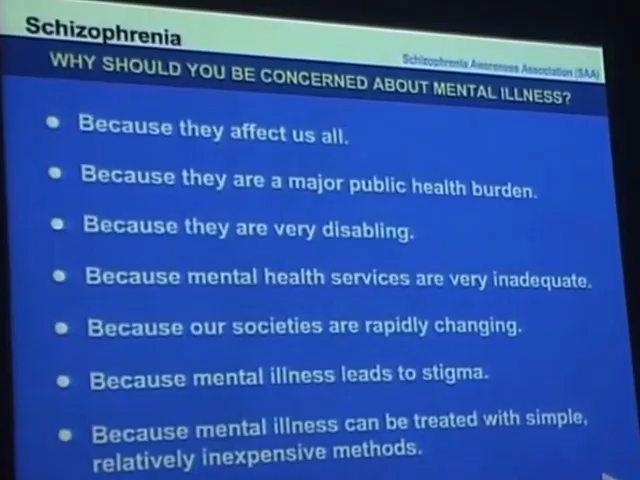 Schizophrenia
Schizophrenia Awareness Association (SAA)
WHY SHOULD YOU BE CONCERNED ABOUT MENTAL ILLNESS?
Because they affect us all.
Because they are a major public health burden.
Because they are very disabling.
Because mental health services are very inadequate.
Because our societies are rapidly changing.
Because mental illness leads to stigma.
Because mental illness can be treated with simple,
relatively inexpensive methods.